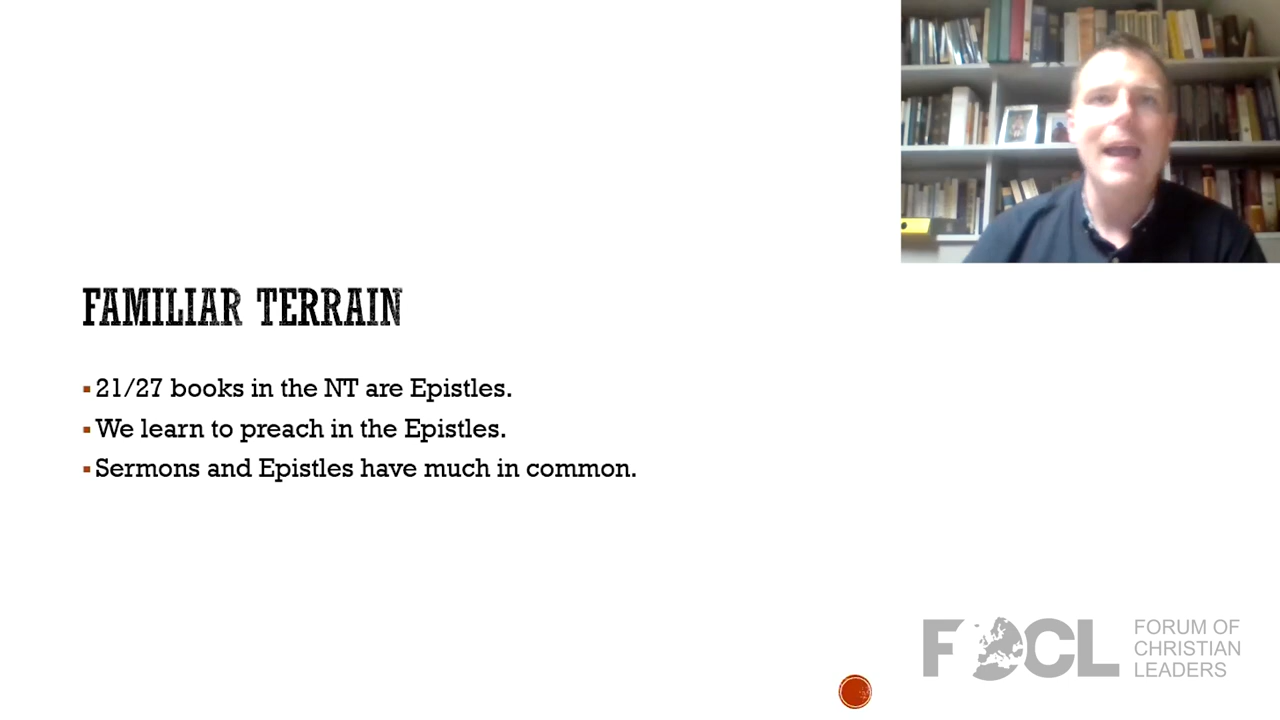 FAMILIAR TERRAIN
21/27 books in the NT are Epistles.
We learn to preach in the Epistles.
Sermons and Epistles have much in common.
FOCL
FORUM OF
CHRISTIAN
LEADERS